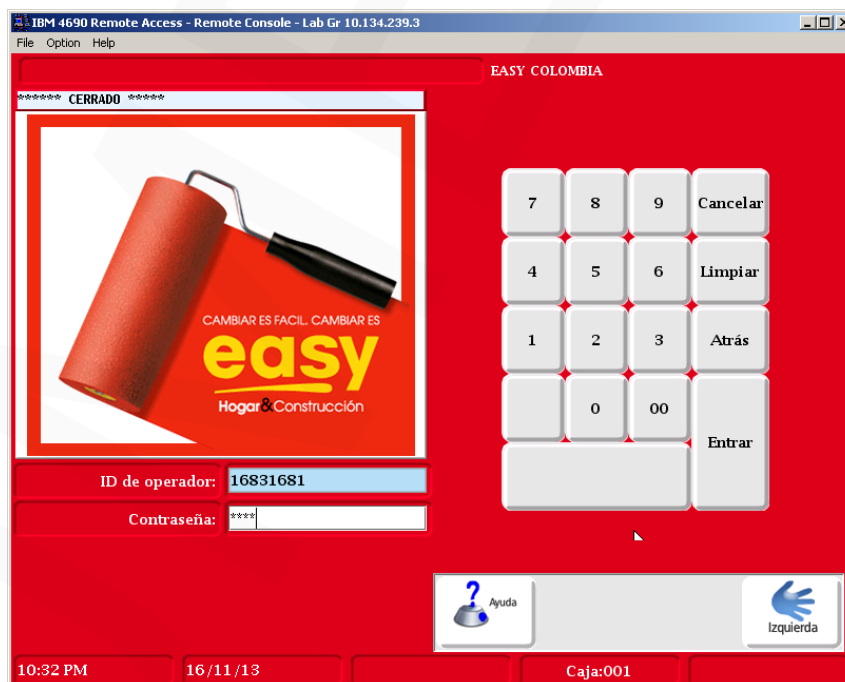 IBM 4690 Remote Access - Remote Console - Lab Gr 10.134.239.3
File Option Help
EASY COLOMBIA
****** CERRADO *****
CAMBIAR ES FACIL. CAMBIAR ES
easy
Hogar&Construcción
7 8 9 Cancelar
4 5 6 Limpiar
1 2 3 Atrás
0 00
Entrar
ID de operador: 16831681
Contraseña: ****
? Ayuda
Izquierda
10:32 PM 16/11/13 Caja:001